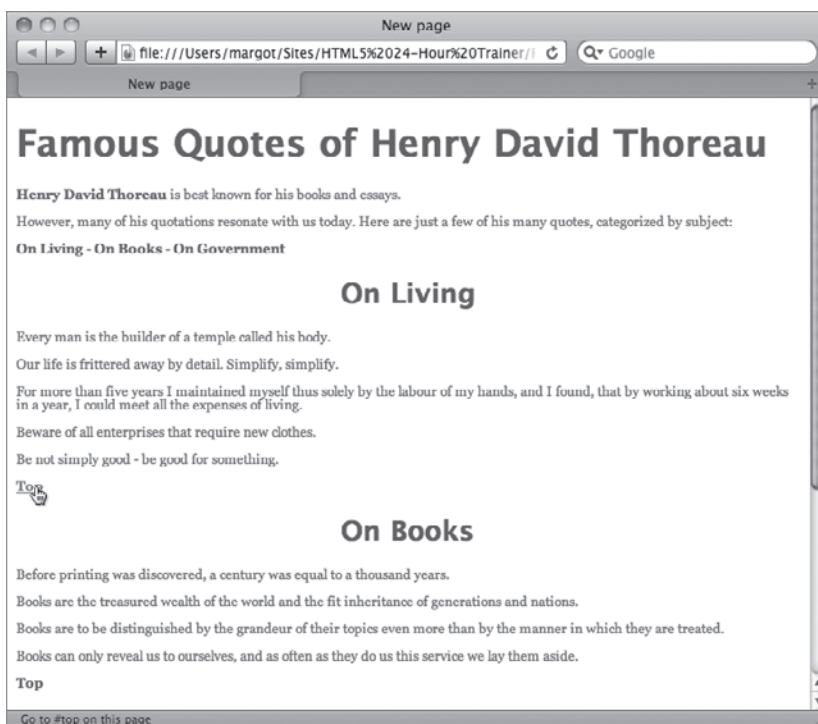 New page
file:///Users/margot/Sites/HTML5%2024-Hour%20Trainer/
Google
New page
Famous Quotes of Henry David Thoreau
Henry David Thoreau is best known for his books and essays.
However, many of his quotations resonate with us today. Here are just a few of his many quotes, categorized by subject:
On Living - On Books - On Government
On Living
Every man is the builder of a temple called his body.
Our life is frittered away by detail. Simplify, simplify.
For more than five years I maintained myself thus solely by the labour of my hands, and I found, that by working about six weeks
in a year, I could meet all the expenses of living.
Beware of all enterprises that require new clothes.
Be not simply good - be good for something.
Top
On Books
Before printing was discovered, a century was equal to a thousand years.
Books are the treasured wealth of the world and the fit inheritance of generations and nations.
Books are to be distinguished by the grandeur of their topics even more than by the manner in which they are treated.
Books can only reveal us to ourselves, and as often as they do us this service we lay them aside.
Top
Go to #top on this page